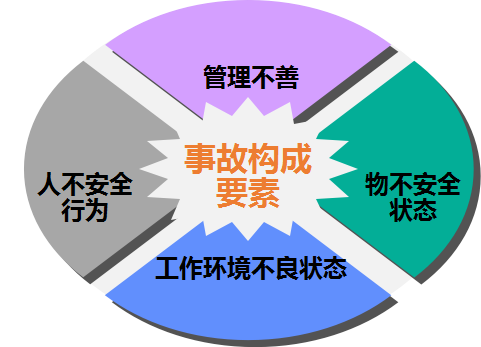 管理不善
事故构成
要素
人不安全
行为
物不安全
状态
工作环境不良状态